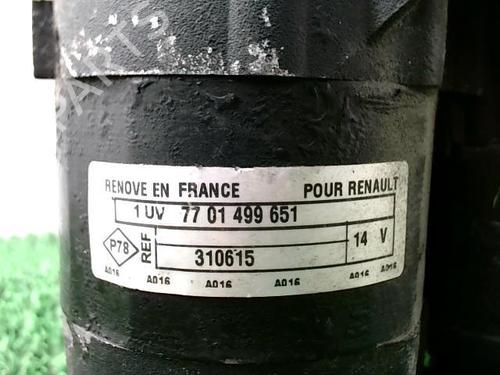 RENOVE EN FRANCE POUR RENAULT
1 UV 77 01 499 651
P78 REF 310615 14 V
A016 A016 A016 A016 A016 A016